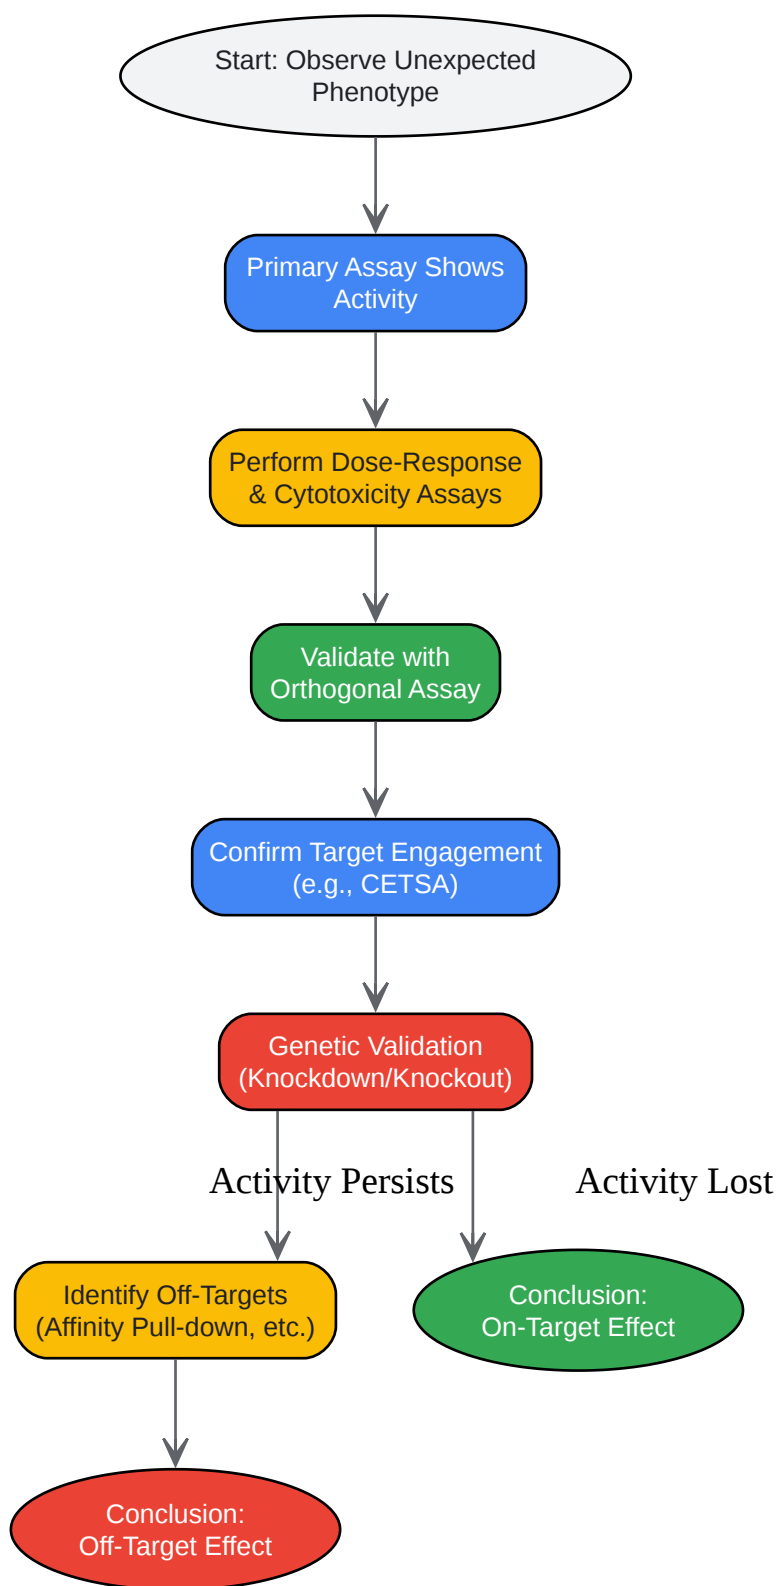 Start: Observe Unexpected
Phenotype
Primary Assay Shows
Activity
Perform Dose-Response
& Cytotoxicity Assays
Validate with
Orthogonal Assay
Confirm Target Engagement
(e.g., CETSA)
Genetic Validation
(Knockdown/Knockout)
Activity Persists
Activity Lost
Identify Off-Targets
(Affinity Pull-down, etc.)
Conclusion:
On-Target Effect
Conclusion:
Off-Target Effect